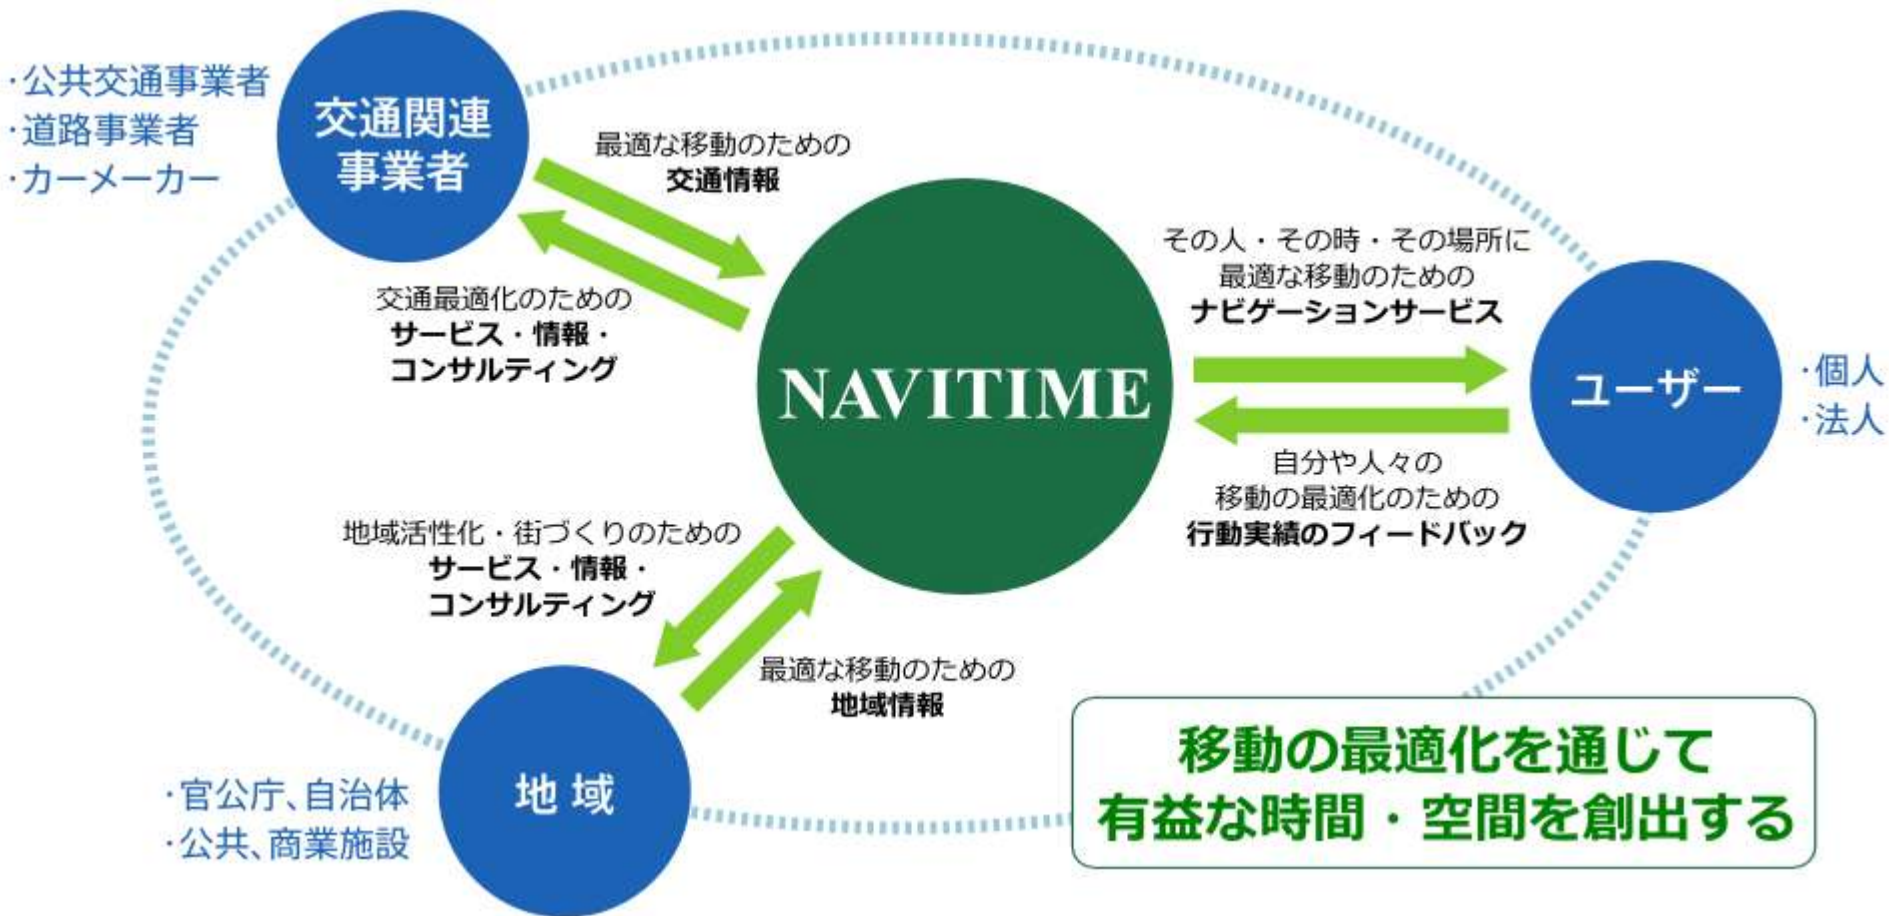 ・公共交通事業者
・道路事業者
・カーメーカー
交通関連
事業者
最適な移動のための
交通情報
交通最適化のための
サービス・情報・
コンサルティング
NAVITIME
その人・その時・その場所に
最適な移動のための
ナビゲーションサービス
ユーザー
・個人
・法人
自分や人々の
移動の最適化のための
行動実績のフィードバック
地域活性化・街づくりのための
サービス・情報・
コンサルティング
最適な移動のための
地域情報
地域
・官公庁、自治体
・公共、商業施設
移動の最適化を通じて
有益な時間・空間を創出する